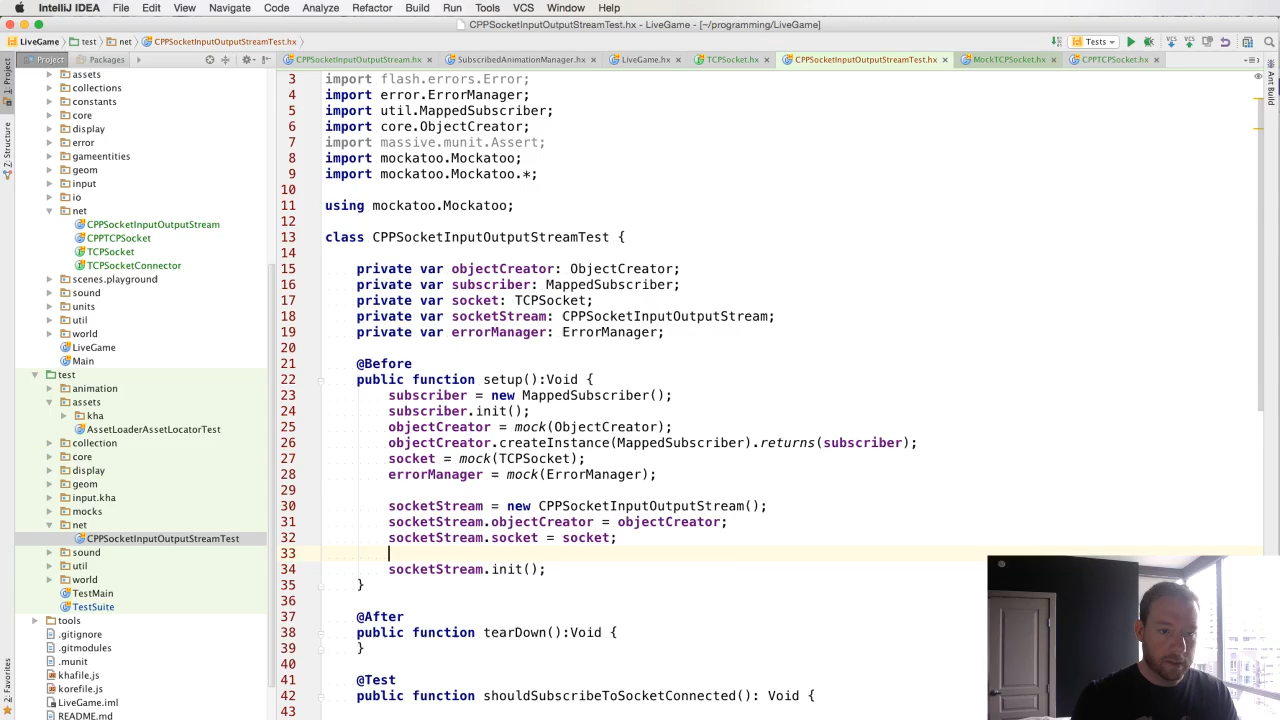 IntelliJ IDEA File Edit View Navigate Code Analyze Refactor Build Run Tools VCS Window Help
CPPSocketInputOutputStreamTest.hx - LiveGame - [~/programming/LiveGame]
LiveGame test net CPPSocketInputOutputStreamTest.hx Tests
Project Packages CPPSocketInputOutputStream.hx SubscribedAnimationManager.hx LiveGame.hx TCPSocket.hx CPPSocketInputOutputStreamTest.hx MockTCPSocket.hx CPPTCPSocket.hx
1: Project
Z: Structure
2: Favorites
Ant Build
assets
collections
constants
core
display
error
gameentities
geom
input
io
net
CPPSocketInputOutputStream
CPPTCPSocket
TCPSocket
TCPSocketConnector
scenes.playground
sound
units
util
world
LiveGame
Main
test
animation
assets
kha
AssetLoaderAssetLocatorTest
collection
core
display
geom
input.kha
mocks
net
CPPSocketInputOutputStreamTest
sound
util
world
TestMain
TestSuite
tools
.gitignore
.gitmodules
.munit
khafile.js
korefile.js
LiveGame.iml
README.md
3 import flash.errors.Error;
4 import error.ErrorManager;
5 import util.MappedSubscriber;
6 import core.ObjectCreator;
7 import massive.munit.Assert;
8 import mockatoo.Mockatoo;
9 import mockatoo.Mockatoo.*;
10
11 using mockatoo.Mockatoo;
12
13 class CPPSocketInputOutputStreamTest {
14
15 private var objectCreator: ObjectCreator;
16 private var subscriber: MappedSubscriber;
17 private var socket: TCPSocket;
18 private var socketStream: CPPSocketInputOutputStream;
19 private var errorManager: ErrorManager;
20
21 @Before
22 public function setup():Void {
23 subscriber = new MappedSubscriber();
24 subscriber.init();
25 objectCreator = mock(ObjectCreator);
26 objectCreator.createInstance(MappedSubscriber).returns(subscriber);
27 socket = mock(TCPSocket);
28 errorManager = mock(ErrorManager);
29
30 socketStream = new CPPSocketInputOutputStream();
31 socketStream.objectCreator = objectCreator;
32 socketStream.socket = socket;
33
34 socketStream.init();
35 }
36
37 @After
38 public function tearDown():Void {
39 }
40
41 @Test
42 public function shouldSubscribeToSocketConnected(): Void {
43